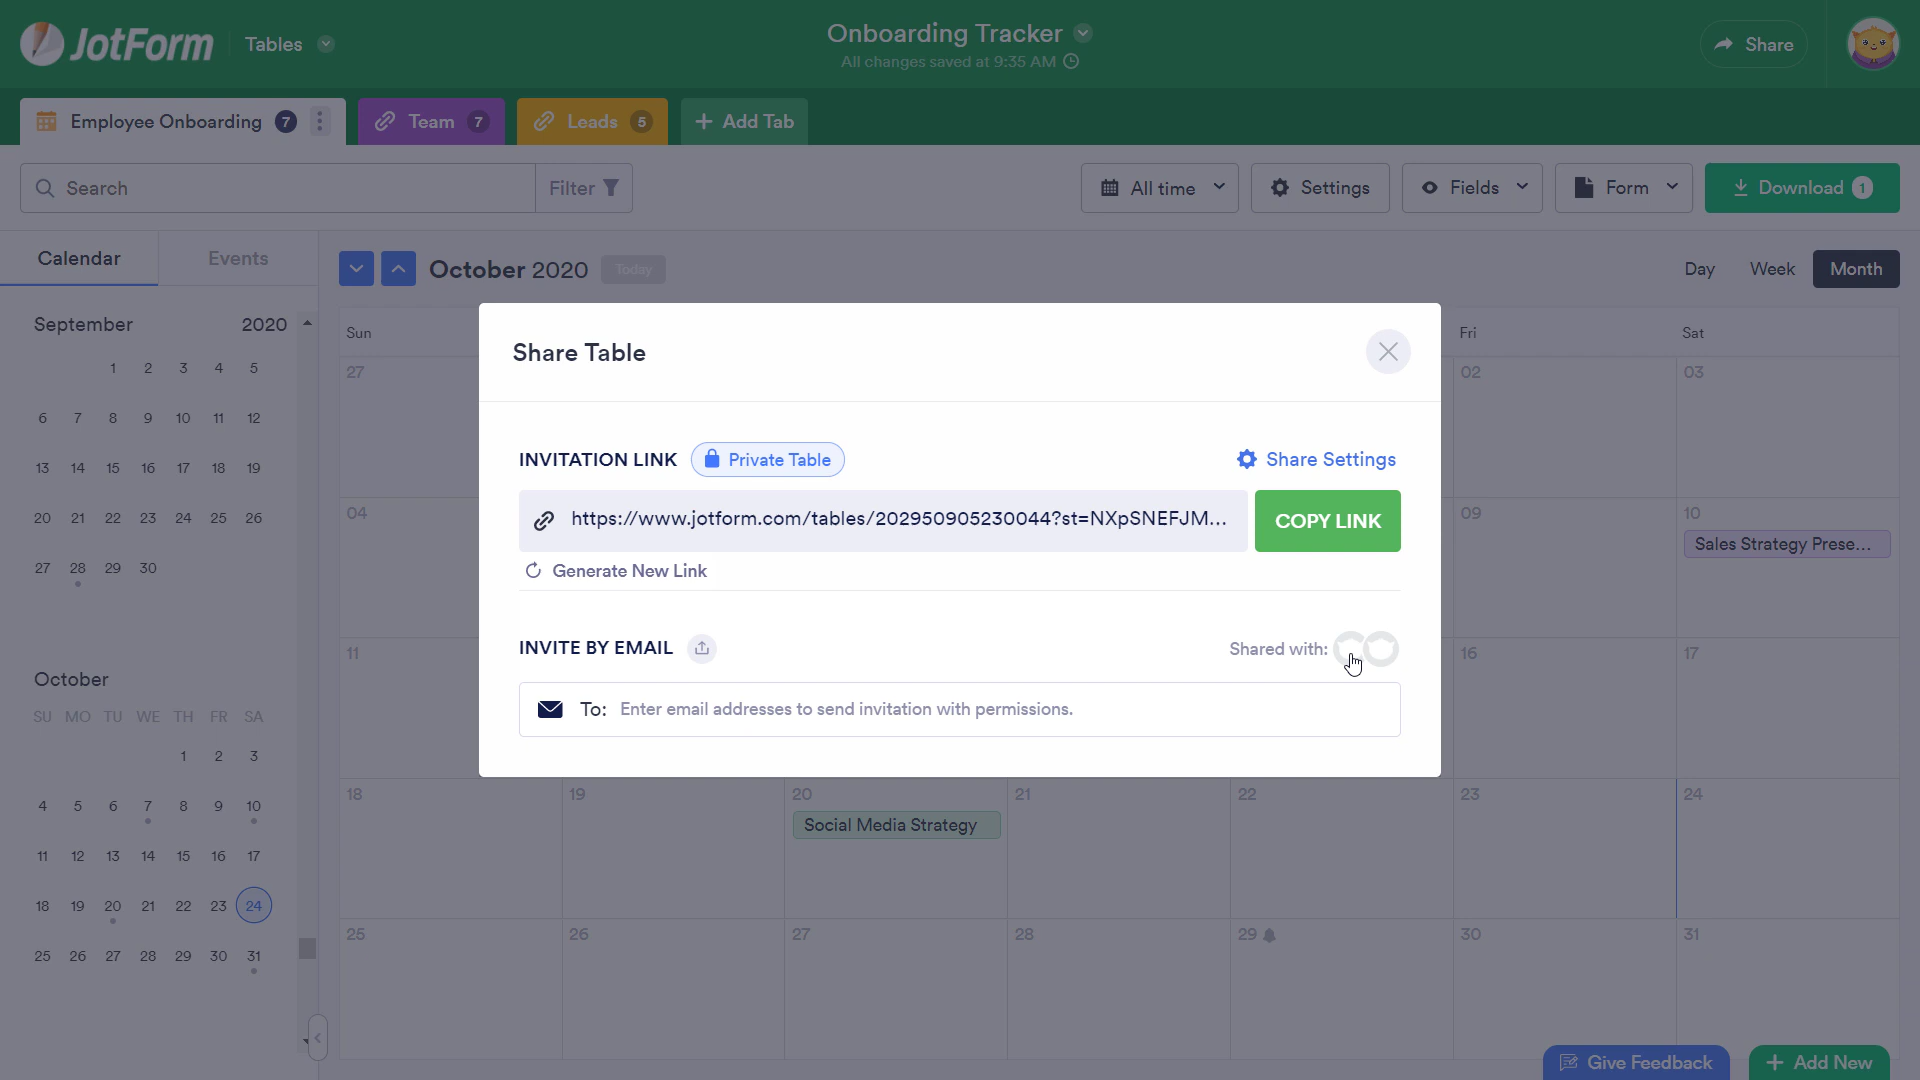 JotForm
Tables
Onboarding Tracker
All changes saved at 9:35 AM
Share
Employee Onboarding 7
Team 7
Leads 5
+ Add Tab
Search
Filter
All time
Settings
Fields
Form
Download 1
Calendar
Events
October 2020
Today
Day
Week
Month
September 2020
1 2 3 4 5
6 7 8 9 10 11 12
13 14 15 16 17 18 19
20 21 22 23 24 25 26
27 28 29 30
October
SU MO TU WE TH FR SA
1 2 3
4 5 6 7 8 9 10
11 12 13 14 15 16 17
18 19 20 21 22 23 24
25 26 27 28 29 30 31
Sun
Fri
Sat
27
02
03
04
09
10
Sales Strategy Prese...
11
16
17
18
19
20
21
22
23
24
Social Media Strategy
25
26
27
28
29
30
31
Share Table
INVITATION LINK
Private Table
Share Settings
https://www.jotform.com/tables/202950905230044?st=NXpSNEFJM...
COPY LINK
Generate New Link
INVITE BY EMAIL
Shared with:
To: Enter email addresses to send invitation with permissions.
Give Feedback
+ Add New